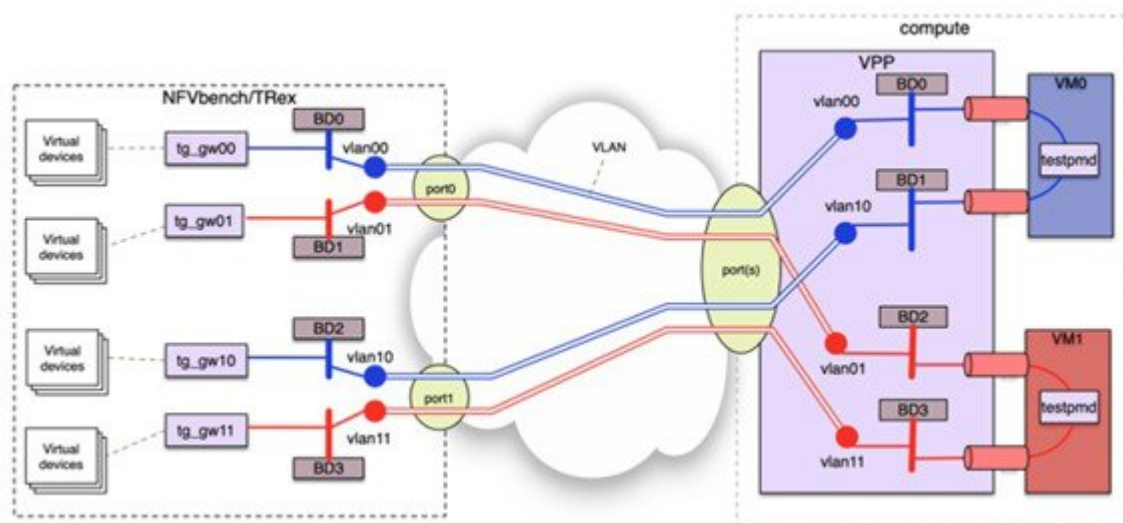 NFVbench/TRex
Virtual
devices
tg_gw00
BD0
vlan00
Virtual
devices
tg_gw01
BD1
vlan01
port0
Virtual
devices
tg_gw10
BD2
vlan10
Virtual
devices
tg_gw11
BD3
vlan11
port1
VLAN
port(s)
compute
VPP
vlan00
BD0
vlan10
BD1
VM0
testpmd
vlan01
BD2
vlan11
BD3
VM1
testpmd